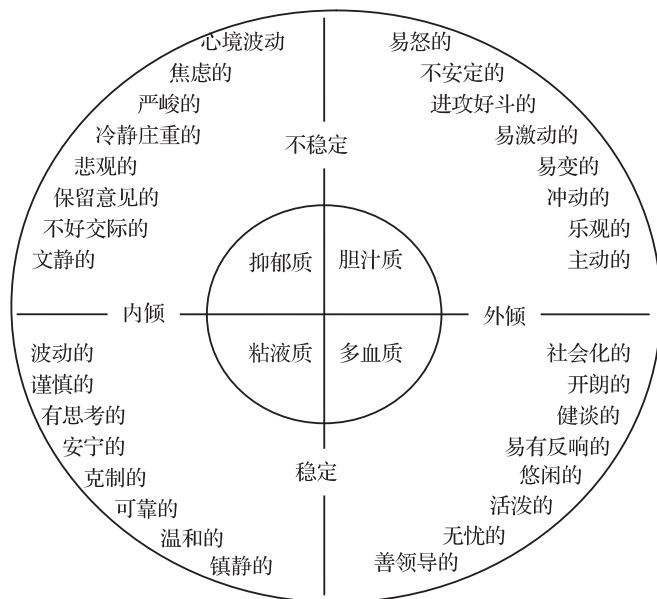 心境波动
易怒的
焦虑的
不安定的
严峻的
进攻好斗的
冷静庄重的
易激动的
不稳定
悲观的
易变的
保留意见的
冲动的
不好交际的
乐观的
文静的
抑郁质
胆汁质
主动的
内倾
外倾
波动的
粘液质
多血质
社会化的
谨慎的
开朗的
有思考的
健谈的
安宁的
易有反响的
稳定
克制的
悠闲的
可靠的
活泼的
温和的
无忧的
镇静的
善领导的